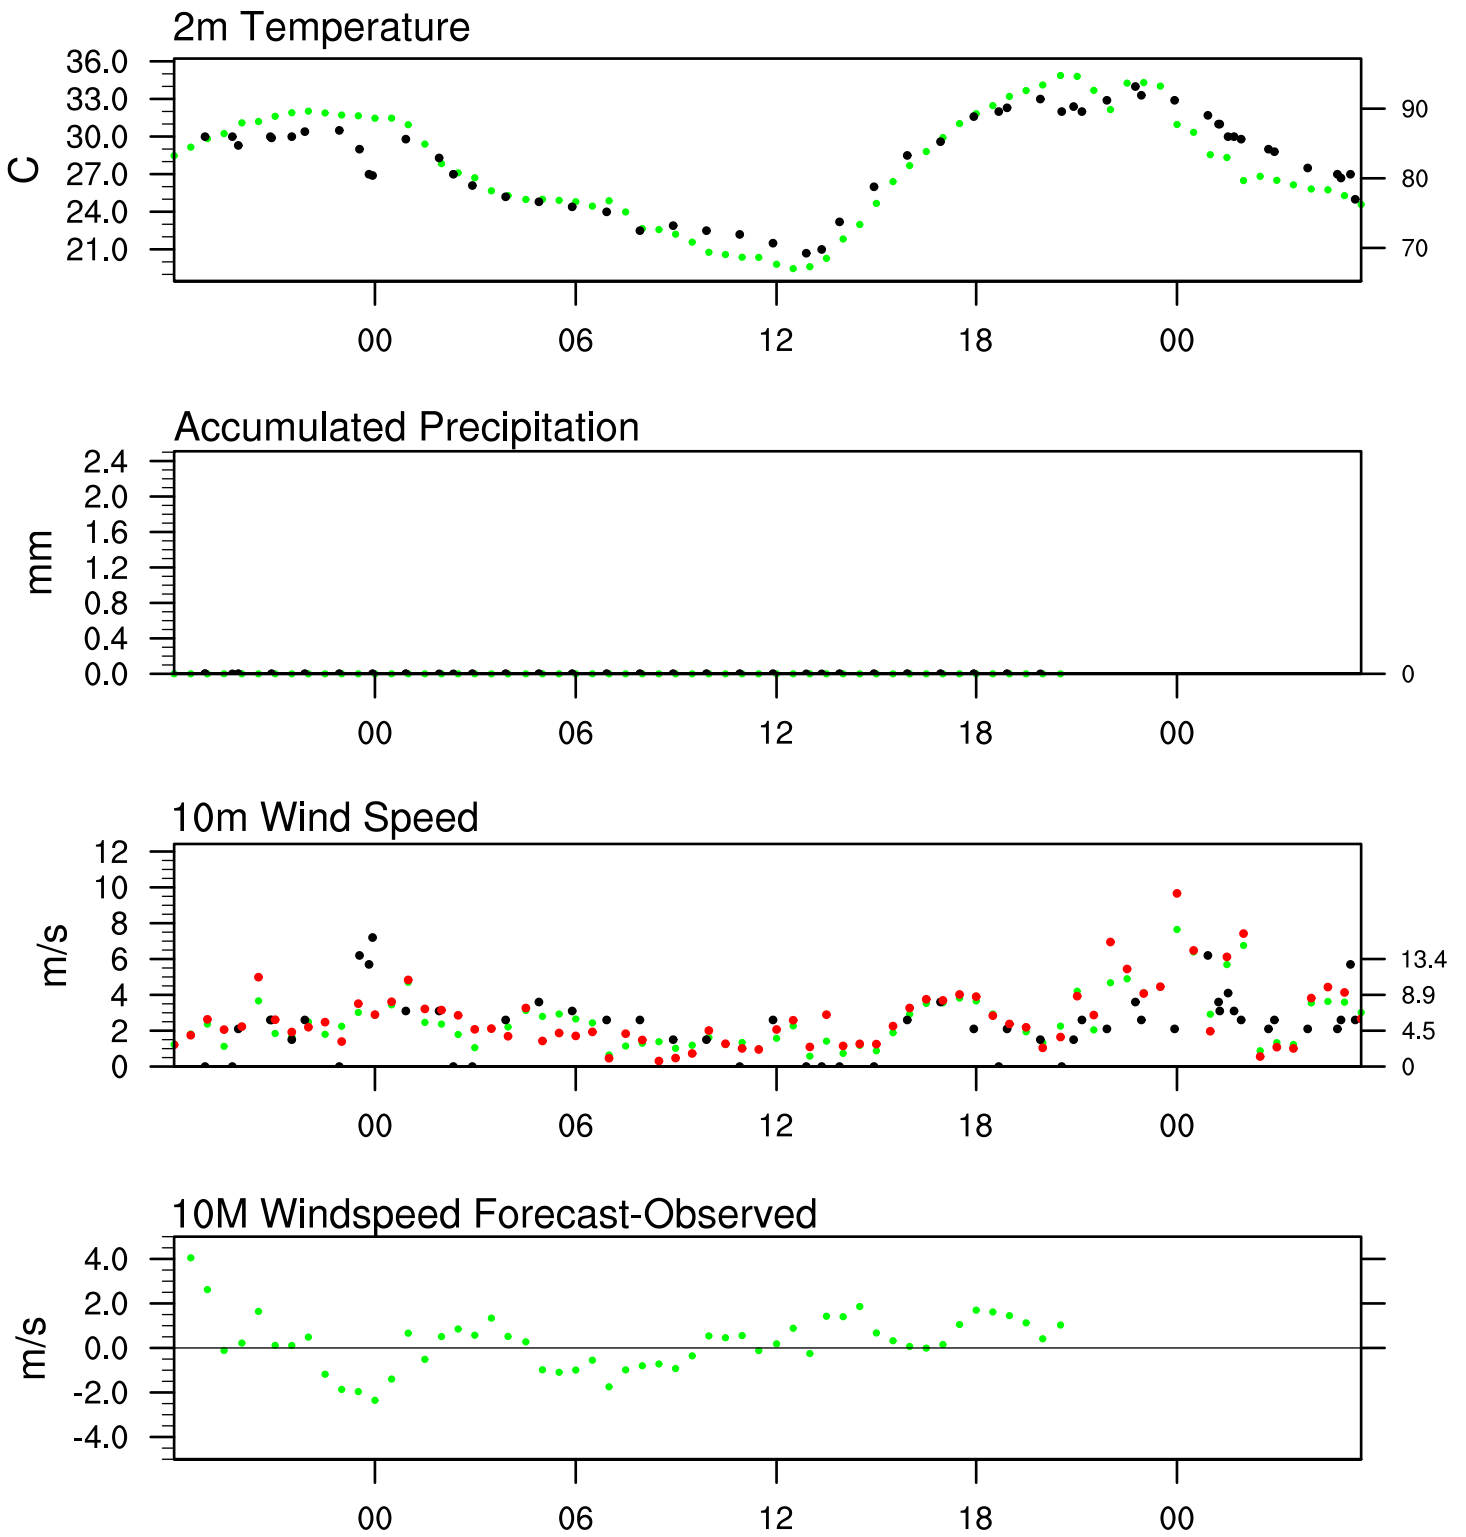 2m Temperature
36.0
33.0
30.0
27.0
24.0
21.0
C
90
80
70
00 06 12 18 00
Accumulated Precipitation
2.4
2.0
1.6
1.2
0.8
0.4
0.0
mm
0
00 06 12 18 00
10m Wind Speed
12
10
8
6
4
2
0
m/s
13.4
8.9
4.5
0
00 06 12 18 00
10M Windspeed Forecast-Observed
4.0
2.0
0.0
-2.0
-4.0
m/s
00 06 12 18 00